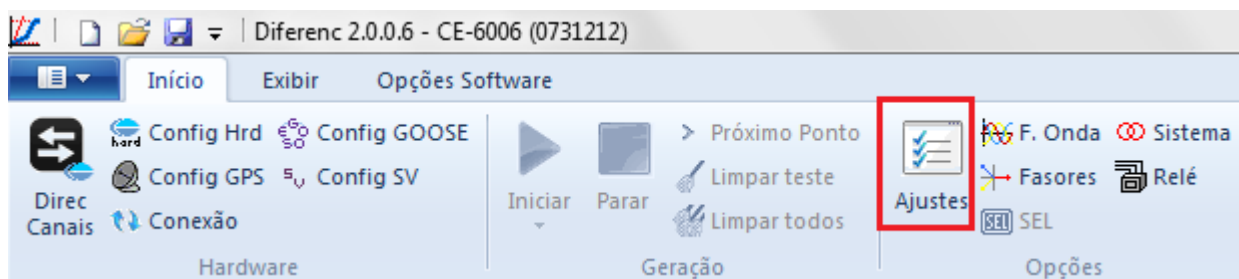 Diferenc 2.0.0.6 - CE-6006 (0731212)
Início Exibir Opções Software
hard Config Hrd Config GOOSE Próximo Ponto F. Onda Sistema
Config GPS Config SV Limpar teste Fasores Relé
Direc Canais Conexão Iniciar Parar Limpar todos Ajustes SEL SEL
Hardware Geração Opções